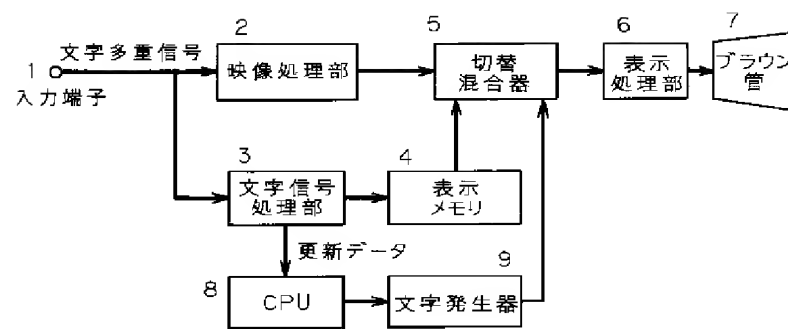 1
文字多重信号
入力端子
2
映像処理部
5
切替
混合器
6
表示
処理部
7
ブラウン
管
3
文字信号
処理部
4
表示
メモリ
更新データ
8
CPU
9
文字発生器